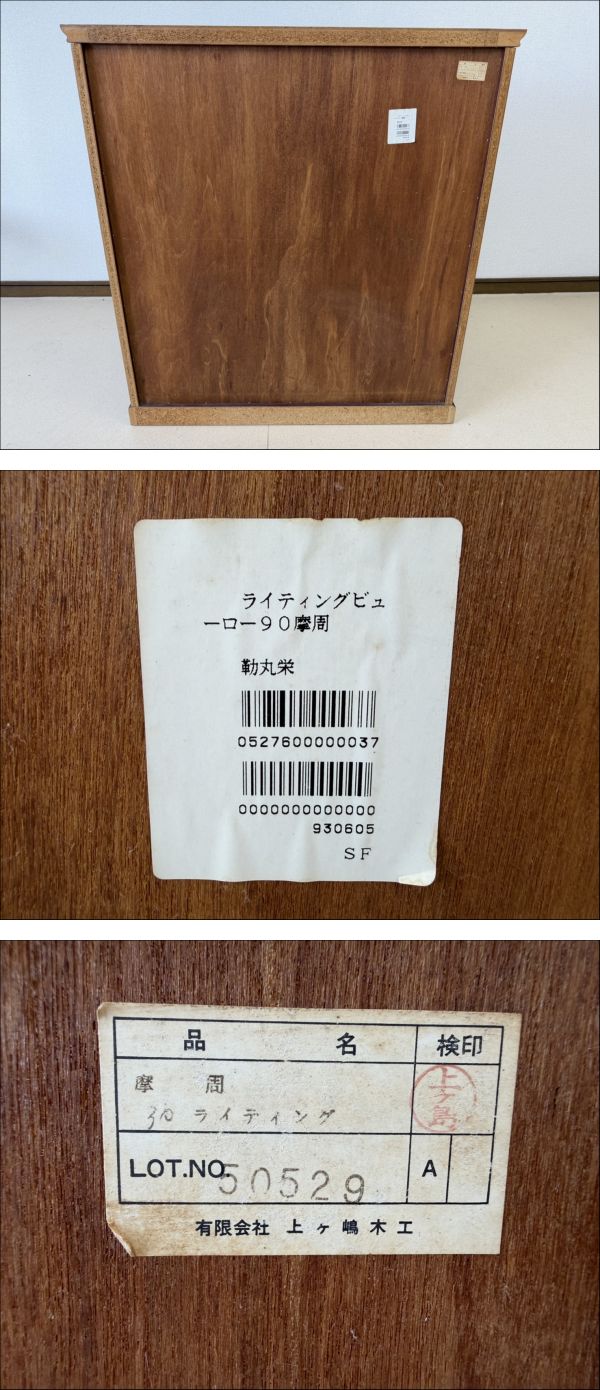 ライティングビュ
ーロー９０摩周
勒丸栄
0527600000037
0000000000000
930605
ＳＦ
品名 検印
摩周
90 ライティング
上ヶ島
LOT.NO. 50529 A
有限会社 上ヶ嶋木工